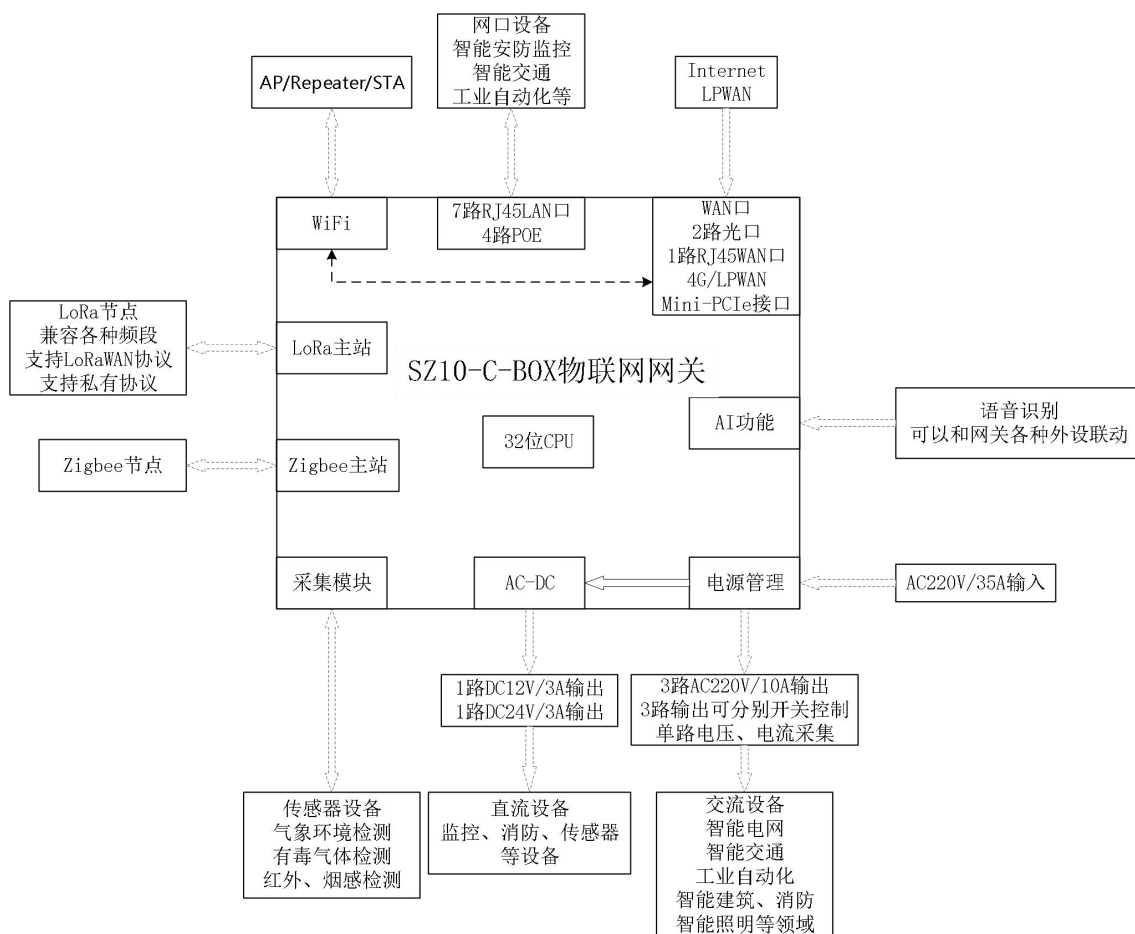 网口设备
智能安防监控
智能交通
工业自动化等
AP/Repeater/STA
Internet
LPWAN
WiFi
7路RJ45LAN口
4路POE
WAN口
2路光口
1路RJ45WAN口
4G/LPWAN
Mini-PCIe接口
LoRa节点
兼容各种频段
支持LoRaWAN协议
支持私有协议
LoRa主站
SZ10-C-BOX物联网网关
AI功能
语音识别
可以和网关各种外设联动
32位CPU
Zigbee节点
Zigbee主站
采集模块
AC-DC
电源管理
AC220V/35A输入
1路DC12V/3A输出
1路DC24V/3A输出
3路AC220V/10A输出
3路输出可分别开关控制
单路电压、电流采集
传感器设备
气象环境检测
有毒气体检测
红外、烟感检测
直流设备
监控、消防、传感器
等设备
交流设备
智能电网
智能交通
工业自动化
智能建筑、消防
智能照明等领域